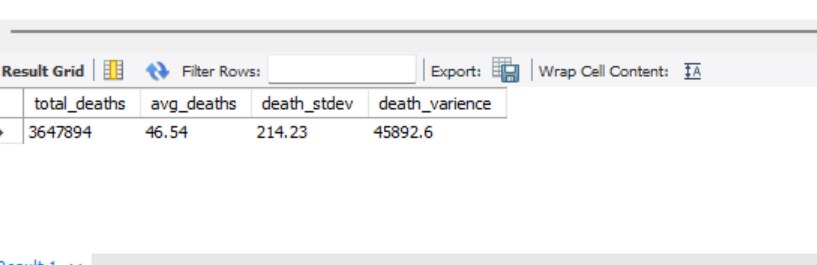 Result Grid Filter Rows: Export: Wrap Cell Content:
total_deaths avg_deaths death_stdev death_varience
3647894 46.54 214.23 45892.6